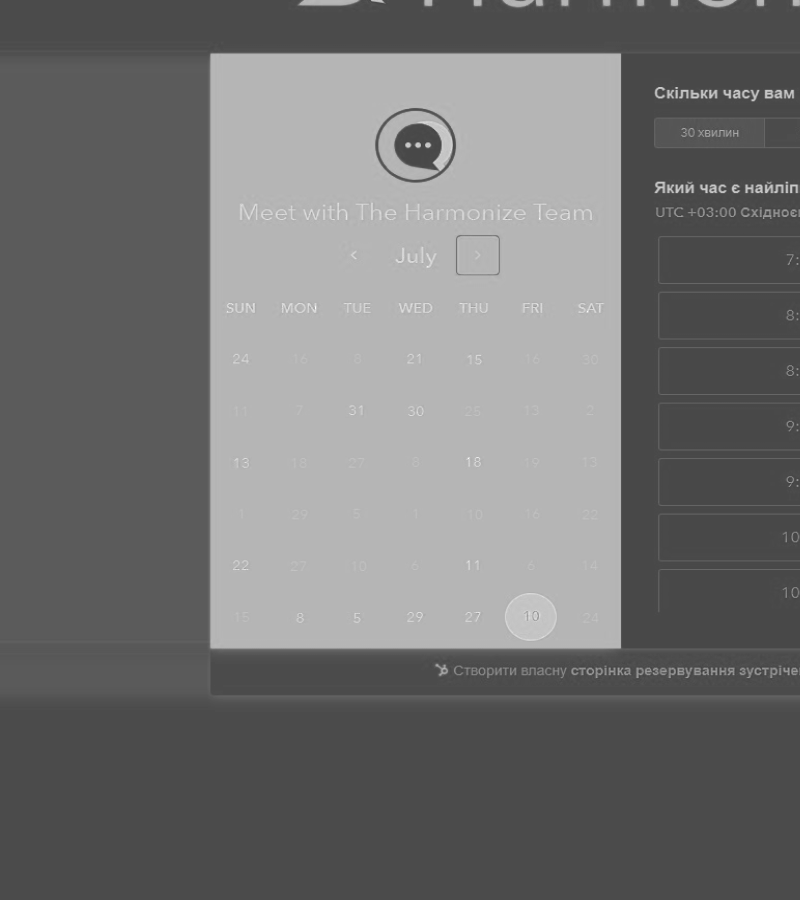 Meet with The Harmonize Team
July
SUN MON TUE WED THU FRI SAT
24 16 8 21 15 16 30
11 7 31 30 25 13 2
13 18 27 8 18 19 13
1 29 5 1 10 16 22
22 27 10 6 11 6 14
15 8 5 29 27 10 24
Скільки часу вам
30 хвилин
Який час є найліп
UTC +03:00 Східноє
7:
8:
8:
9:
9:
10
10
Створити власну сторінка резервування зустріче